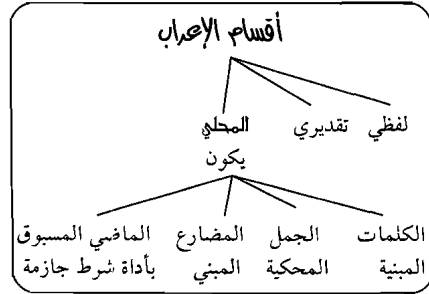 أقسام الإعراب
لفظي تقديري المحلي
يكون
الكلمات الجمل المضارع الماضي المسبوق
المبنية المحكية المبني بأداة شرط جازمة